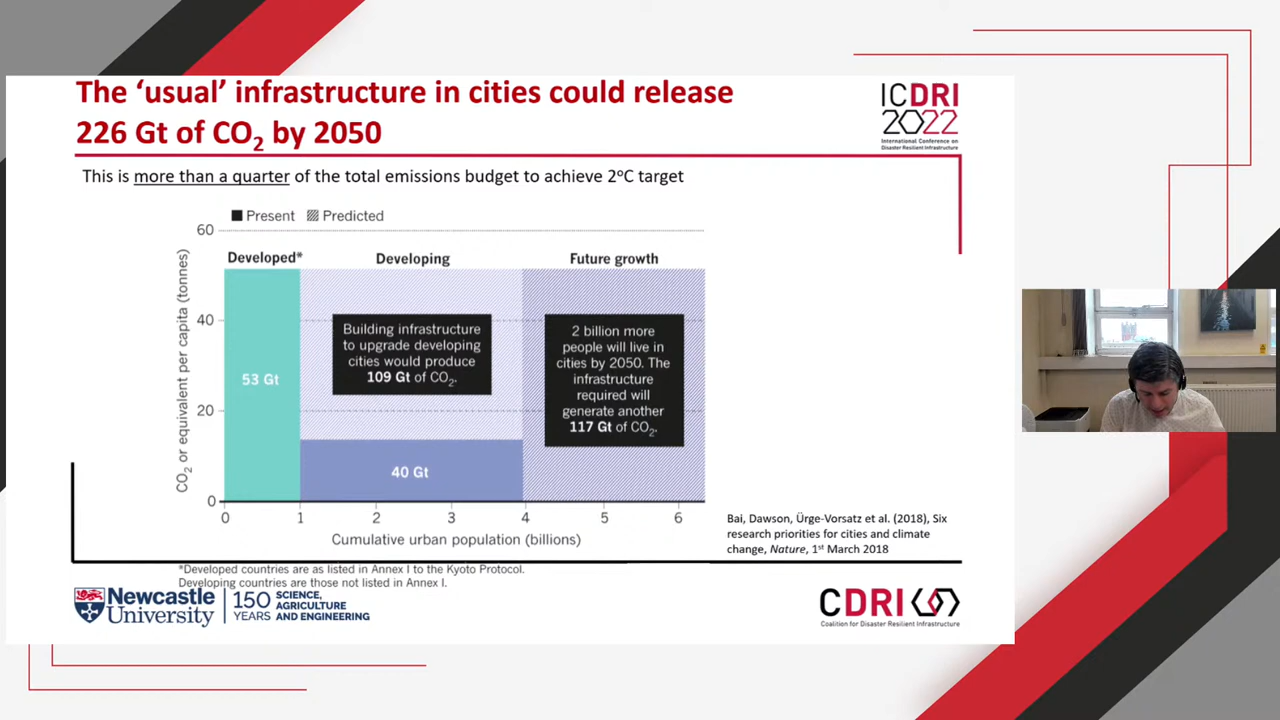 The ‘usual’ infrastructure in cities could release
226 Gt of CO₂ by 2050
ICDRI
2022
International Conference on
Disaster Resilient Infrastructure
This is more than a quarter of the total emissions budget to achieve 2ºC target
Present Predicted
60
40
20
0
CO₂ or equivalent per capita (tonnes)
Developed* Developing Future growth
53 Gt
Building infrastructure
to upgrade developing
cities would produce
109 Gt of CO₂.
40 Gt
2 billion more
people will live in
cities by 2050. The
infrastructure
required will
generate another
117 Gt of CO₂.
0 1 2 3 4 5 6
Cumulative urban population (billions)
Bai, Dawson, Ürge-Vorsatz et al. (2018), Six
research priorities for cities and climate
change, Nature, 1st March 2018
*Developed countries are as listed in Annex I to the Kyoto Protocol.
Developing countries are those not listed in Annex I.
Newcastle
University
150
YEARS
SCIENCE,
AGRICULTURE
AND ENGINEERING
CDRI
Coalition for Disaster Resilient Infrastructure